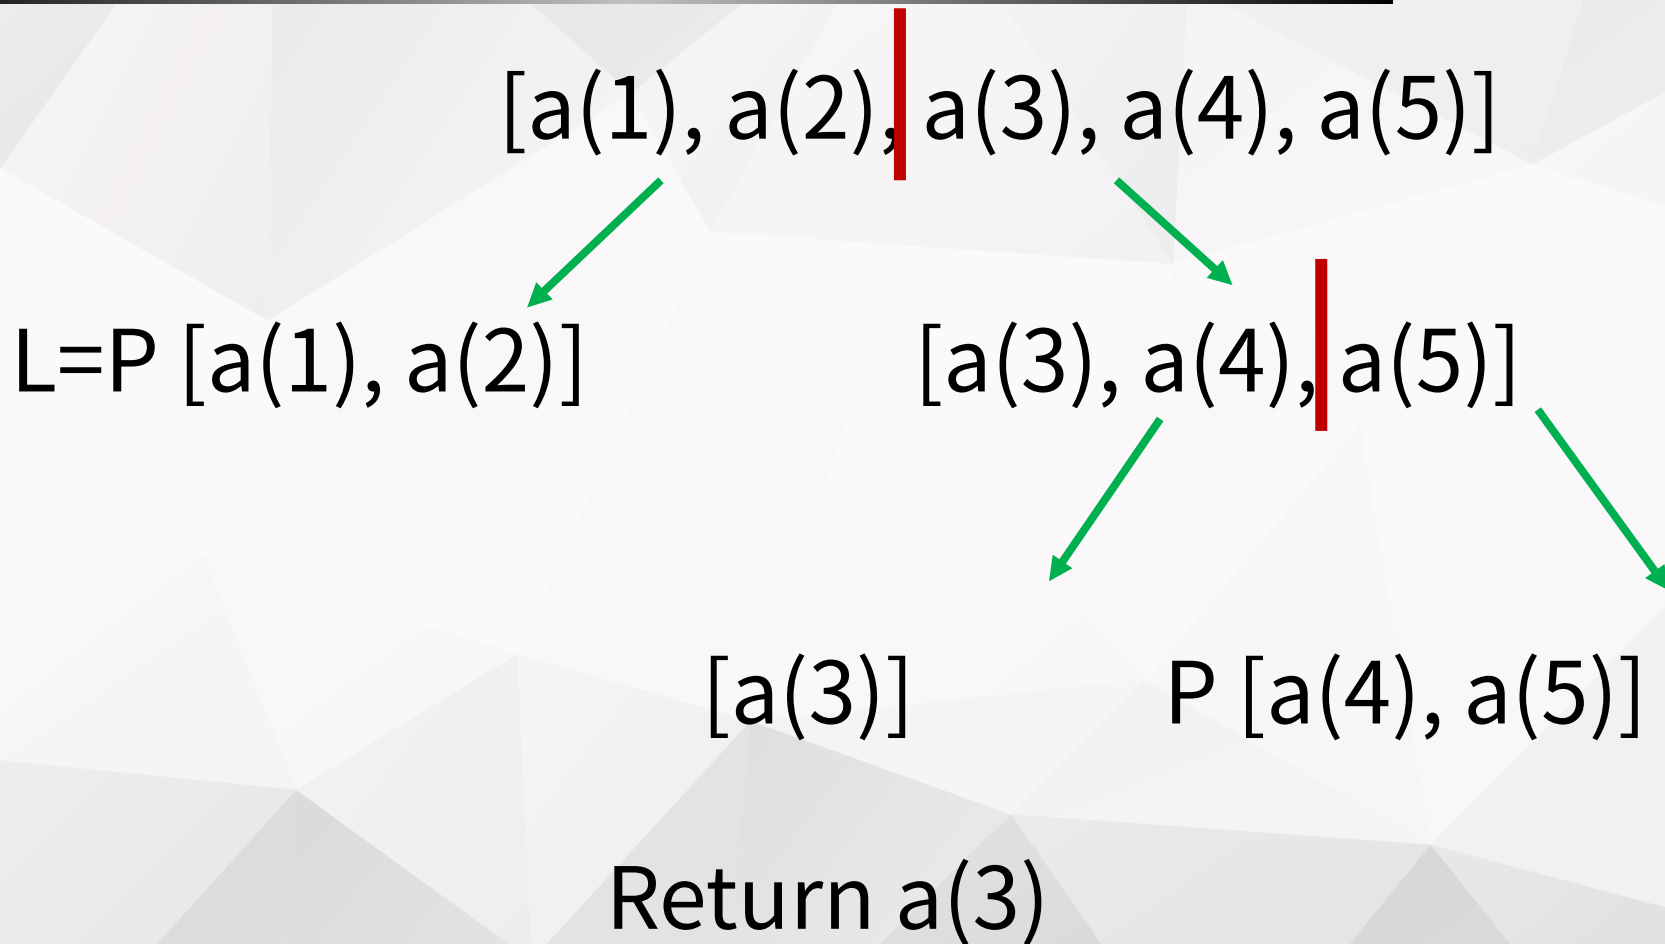 [a(1), a(2), a(3), a(4), a(5)]
L=P [a(1), a(2)]
[a(3), a(4), a(5)]
[a(3)]
P [a(4), a(5)]
Return a(3)